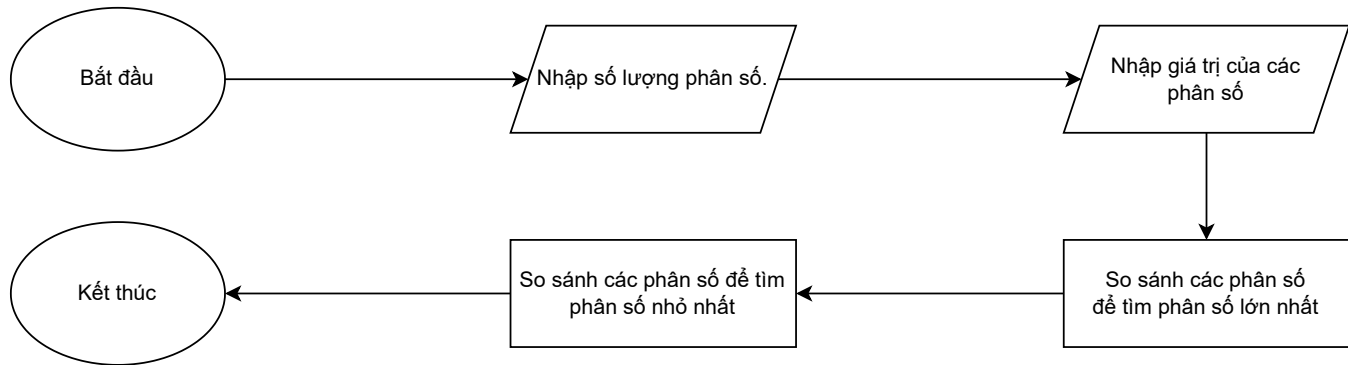 Bắt đầu
Nhập số lượng phân số.
Nhập giá trị của các
phân số
So sánh các phân số
để tìm phân số lớn nhất
So sánh các phân số để tìm
phân số nhỏ nhất
Kết thúc